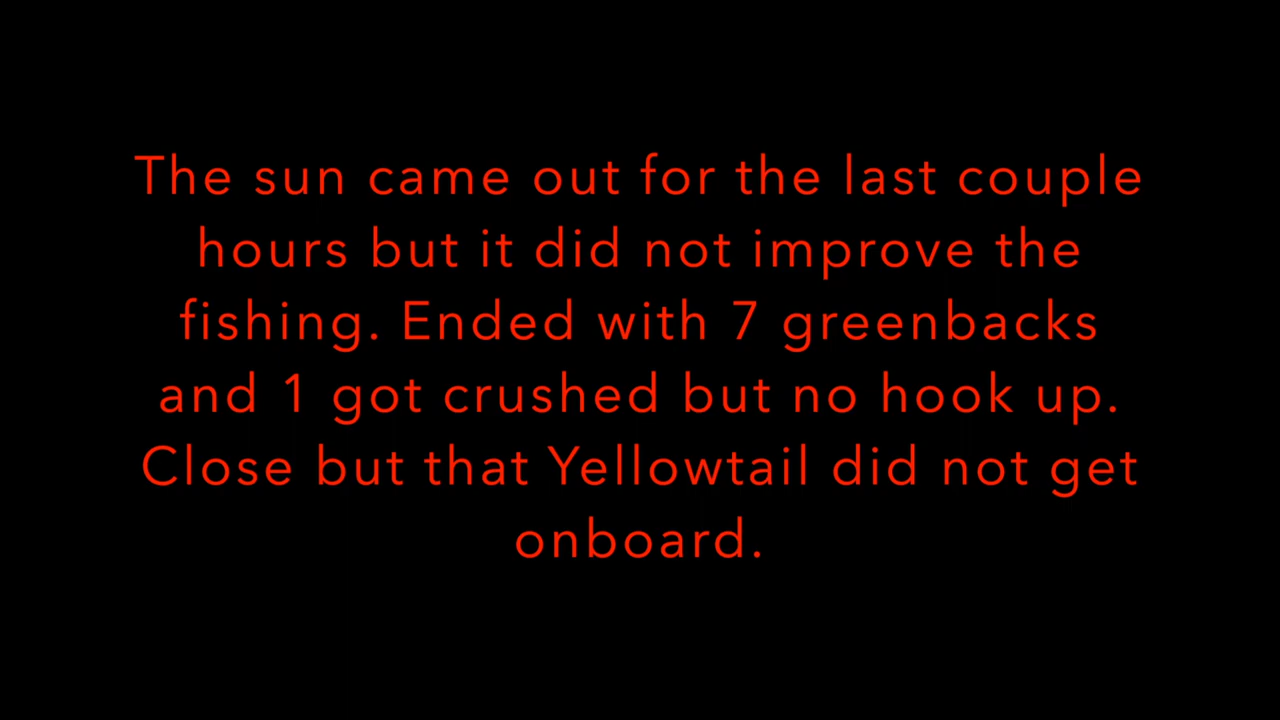 The sun came out for the last couple
hours but it did not improve the
fishing. Ended with 7 greenbacks
and 1 got crushed but no hook up.
Close but that Yellowtail did not get
onboard.